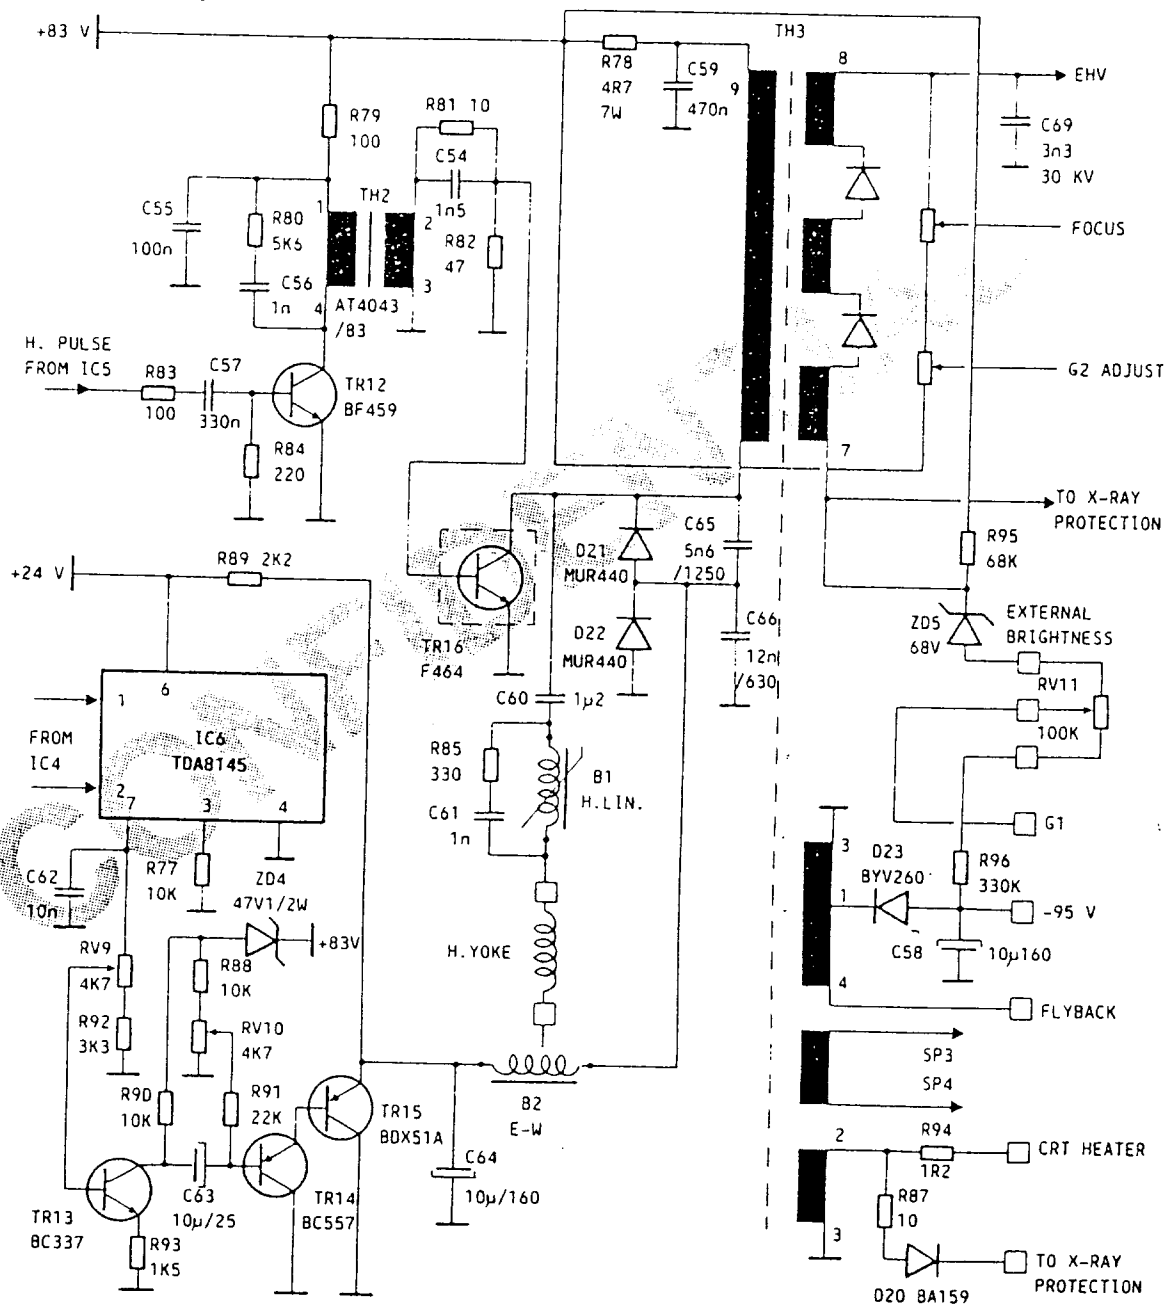 +83 V
TH3
R78
4R7
7W
C59
470n
9
8
EHV
C69
3n3
30 KV
R79
100
R81 10
C54
1n5
TH2
C55
100n
R80
5K6
C56
1n
1
4
2
3
R82
47
AT4043
/83
FOCUS
G2 ADJUST
7
H. PULSE
FROM IC5
R83
100
C57
330n
TR12
BF459
R84
220
TO X-RAY
PROTECTION
R95
68K
+24 V
R89 2K2
D21
MUR440
C65
5n6
/1250
TR16
F464
D22
MUR440
C66
12n
/630
ZD5
68V
EXTERNAL
BRIGHTNESS
RV11
100K
1
6
FROM
IC4
IC6
TDA8145
2
7
3
4
C60
1µ2
R85
330
C61
1n
B1
H.LIN.
G1
C62
10n
R77
10K
ZD4
47V1/2W
+83V
3
D23
BYV260
1
R96
330K
-95 V
C58
10µ160
RV9
4K7
R88
10K
H.YOKE
4
FLYBACK
R92
3K3
RV10
4K7
SP3
SP4
R90
10K
R91
22K
TR15
BDX51A
B2
E-W
C63
10µ/25
TR14
BC557
C64
10µ/160
2
R94
1R2
CRT HEATER
TR13
BC337
R93
1K5
R87
10
3
D20 BA159
TO X-RAY
PROTECTION